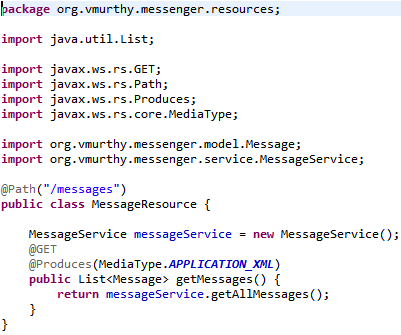 package org.vmurthy.messenger.resources;
import java.util.List;
import javax.ws.rs.GET;
import javax.ws.rs.Path;
import javax.ws.rs.Produces;
import javax.ws.rs.core.MediaType;
import org.vmurthy.messenger.model.Message;
import org.vmurthy.messenger.service.MessageService;
@Path("/messages")
public class MessageResource {
MessageService messageService = new MessageService();
@GET
@Produces(MediaType.APPLICATION_XML)
public List<Message> getMessages() {
return messageService.getAllMessages();
}
}